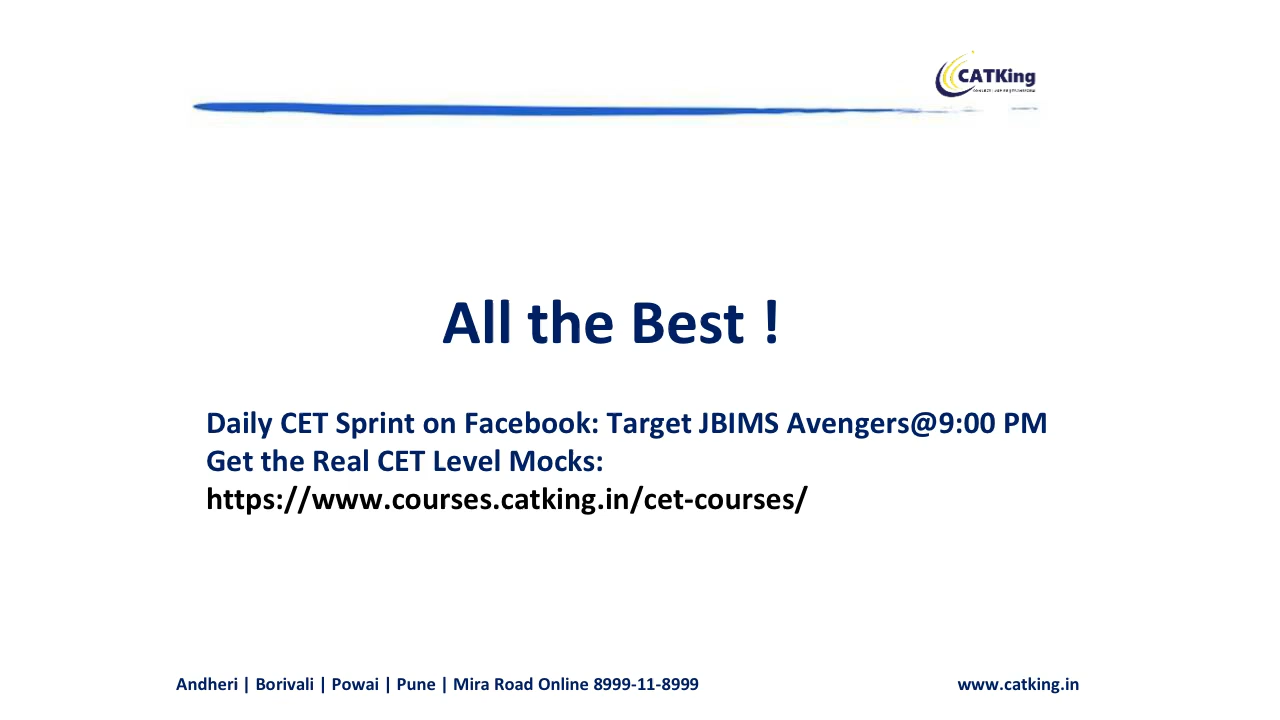 CATKing
All the Best !
Daily CET Sprint on Facebook: Target JBIMS Avengers@9:00 PM
Get the Real CET Level Mocks:
https://www.courses.catking.in/cet-courses/
Andheri | Borivali | Powai | Pune | Mira Road Online 8999-11-8999
www.catking.in